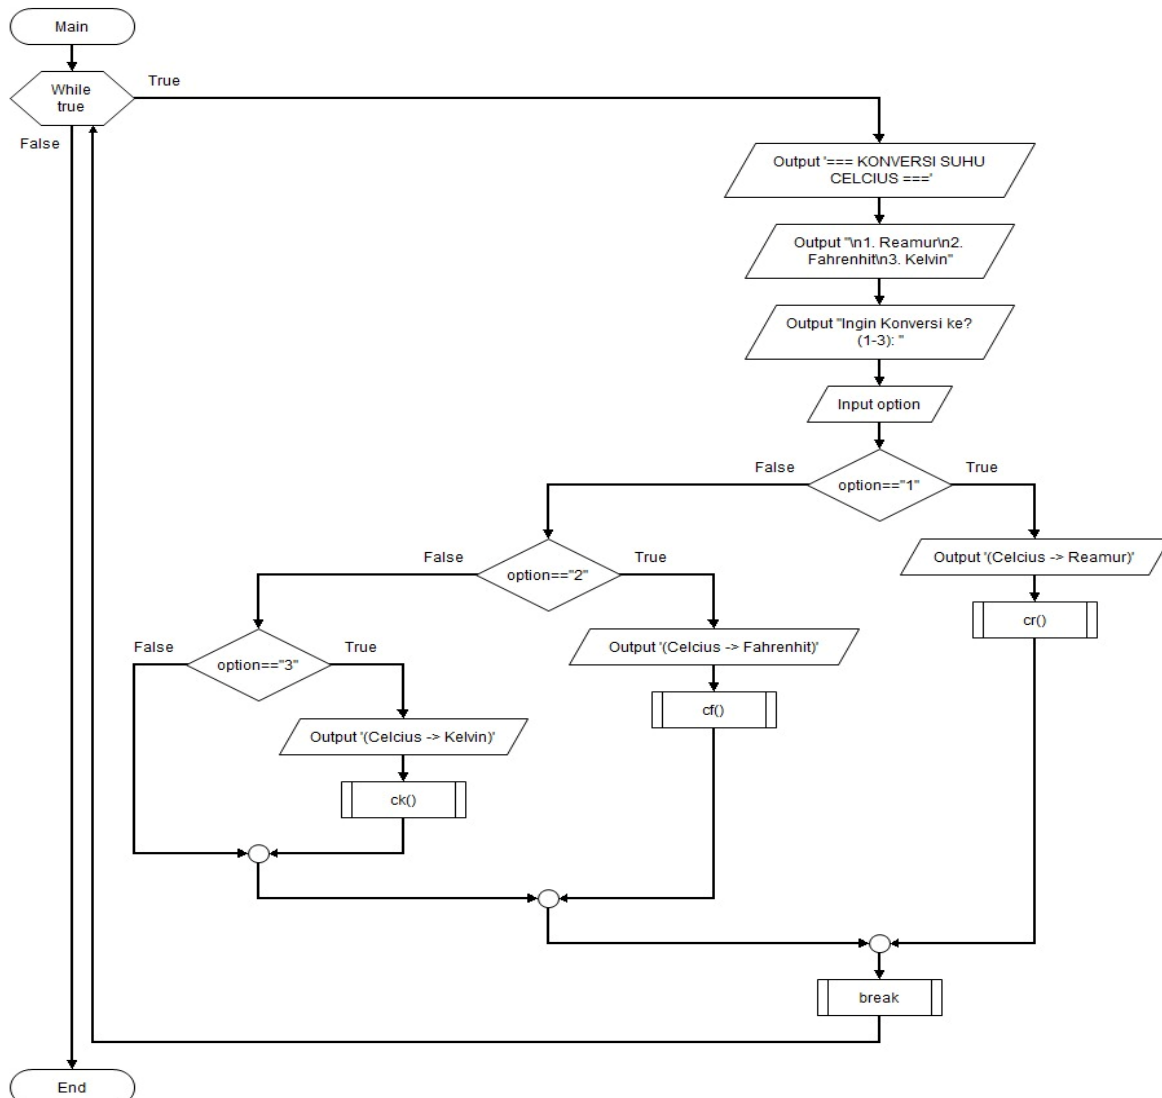 Main
While
true
True
False
Output '=== KONVERSI SUHU
CELCIUS ==='
Output "\n1. Reamur\n2.
Fahrenhit\n3. Kelvin"
Output "Ingin Konversi ke?
(1-3): "
Input option
option=="1"
False
True
Output '(Celcius -> Reamur)'
cr()
option=="2"
False
True
Output '(Celcius -> Fahrenhit)'
cf()
option=="3"
False
True
Output '(Celcius -> Kelvin)'
ck()
break
End